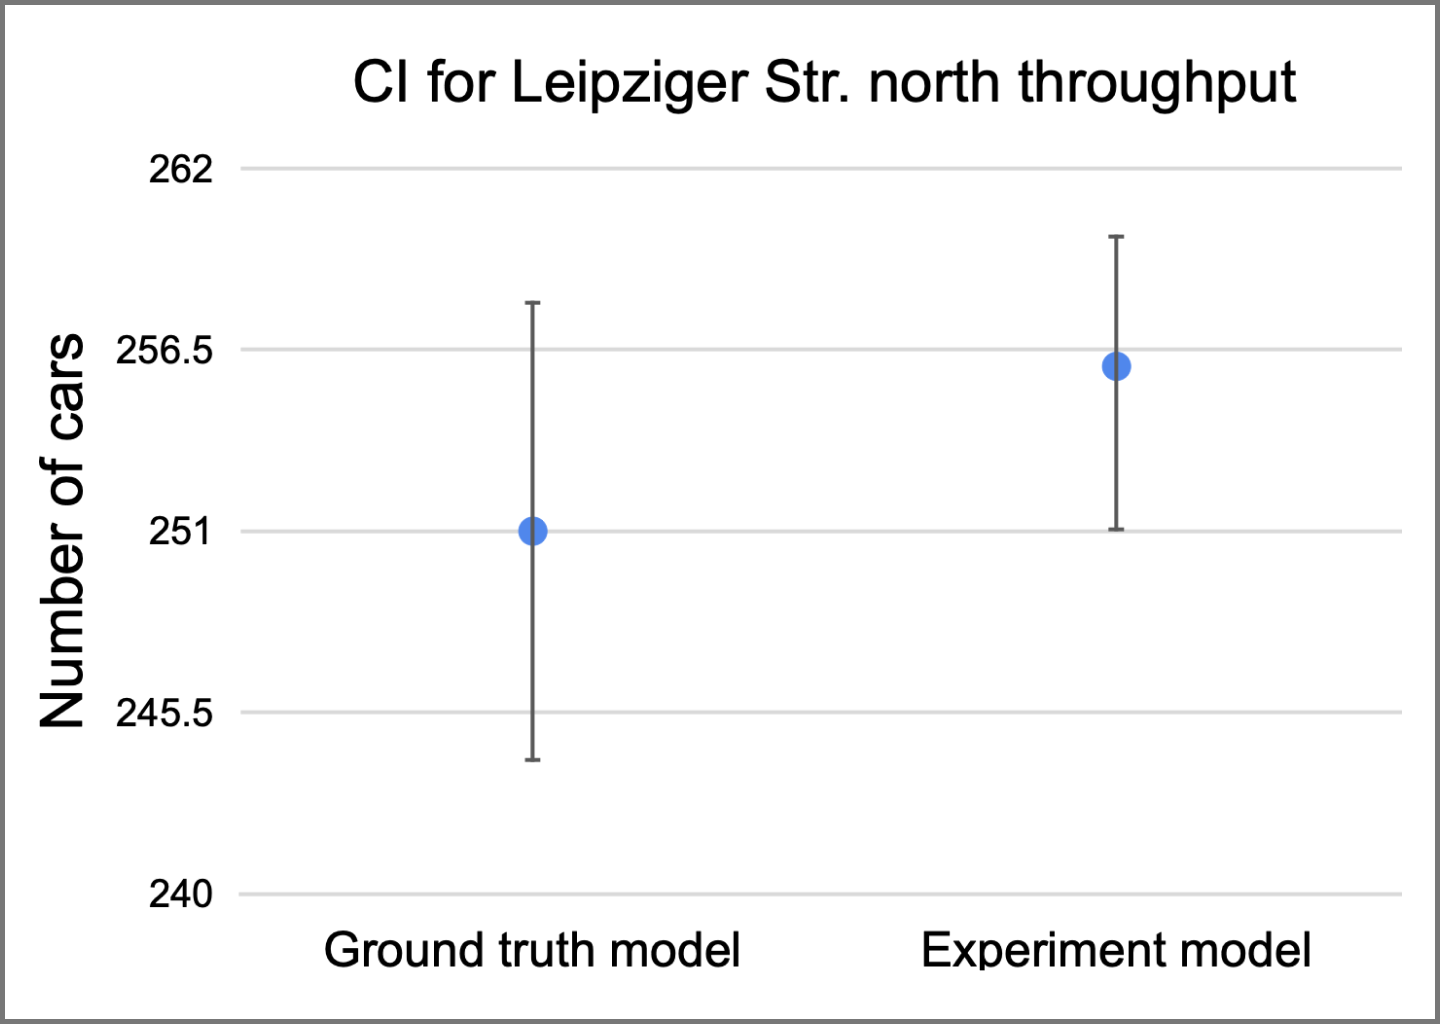 CI for Leipziger Str. north throughput
Number of cars
262
256.5
251
245.5
240
Ground truth model
Experiment model